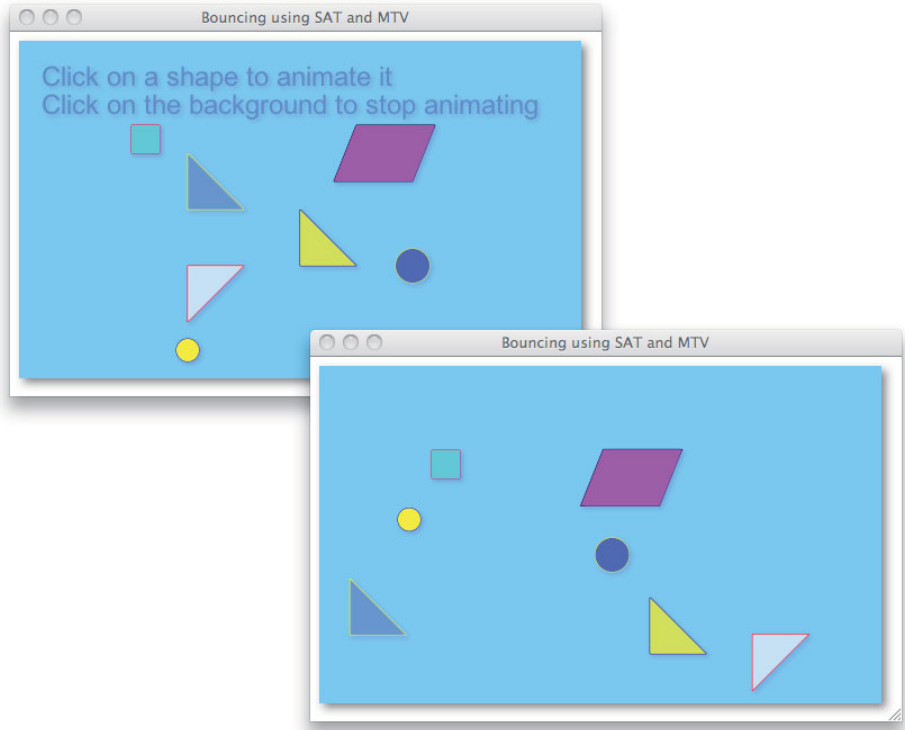 Bouncing using SAT and MTV
Click on a shape to animate it
Click on the background to stop animating
Bouncing using SAT and MTV